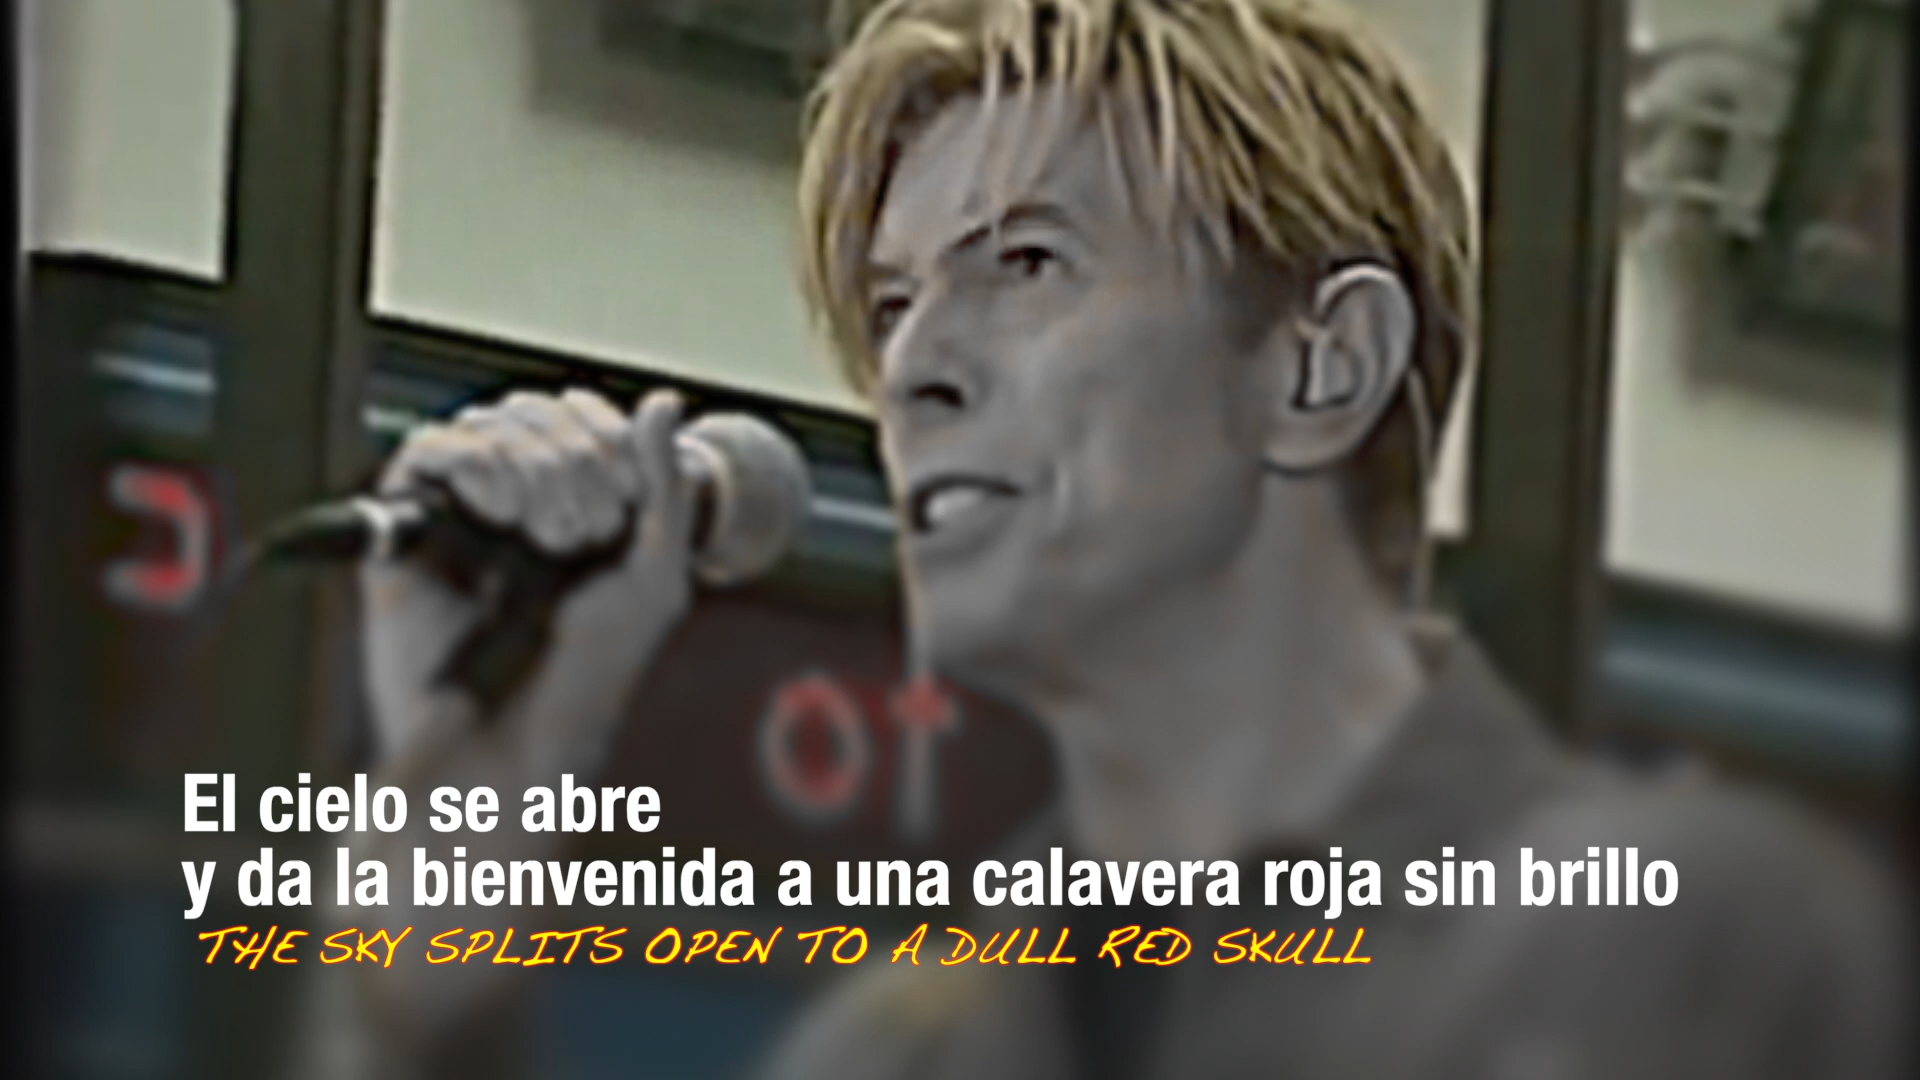 El cielo se abre
y da la bienvenida a una calavera roja sin brillo
THE SKY SPLITS OPEN TO A DULL RED SKULL